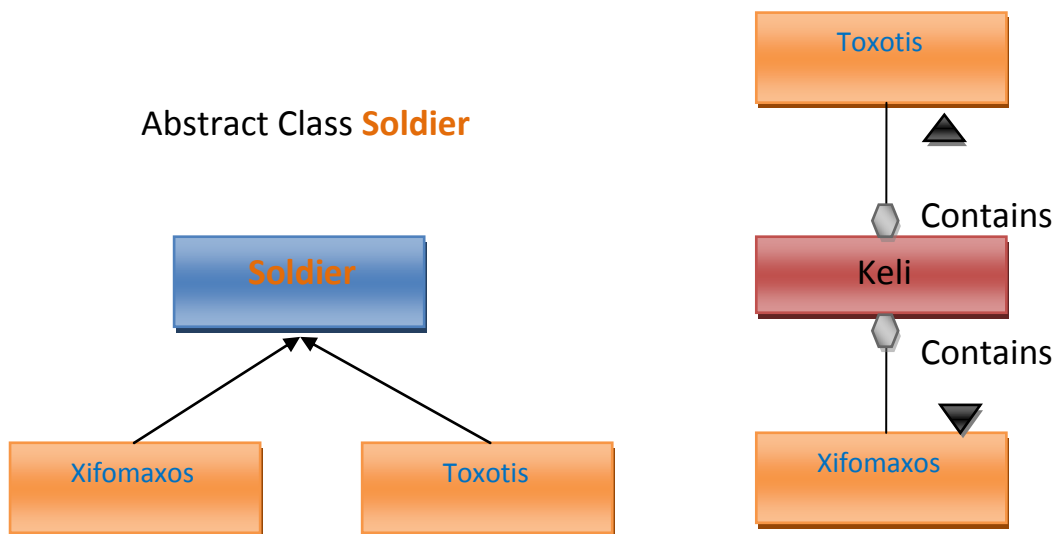 Abstract Class Soldier
Soldier
Xifomaxos
Toxotis
Toxotis
Contains
Keli
Contains
Xifomaxos